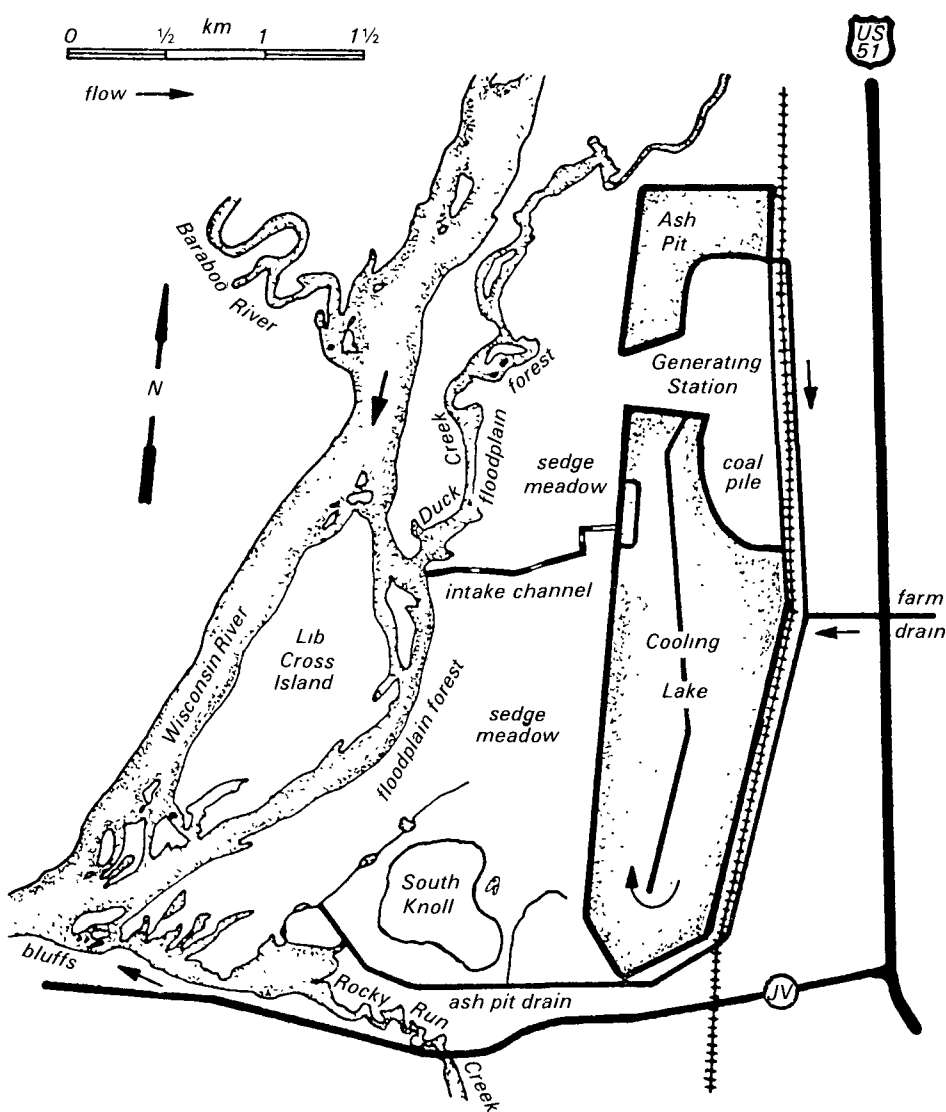 km
0 ½ 1 1½
flow
US
51
Baraboo River
N
Ash
Pit
Generating
Station
forest
floodplain
Duck Creek
sedge
meadow
coal
pile
intake channel
farm
drain
Wisconsin River
Lib
Cross
Island
Cooling
Lake
sedge
meadow
floodplain forest
South
Knoll
bluffs
Rocky Run Creek
ash pit drain
JV